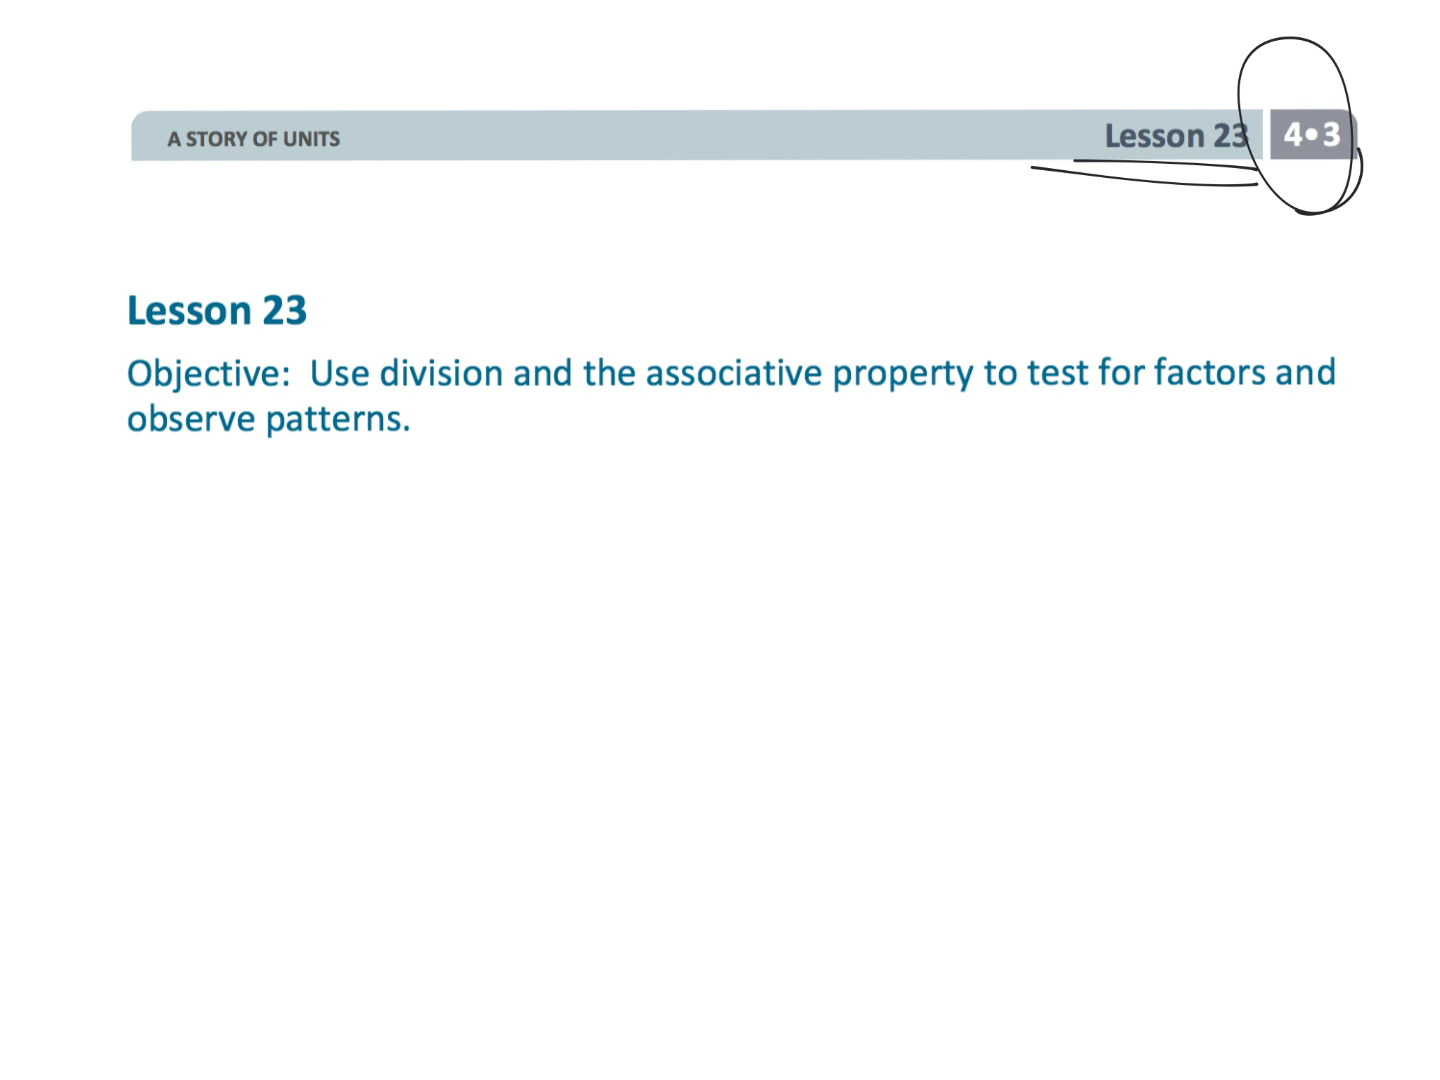 A STORY OF UNITS
Lesson 23
4•3
Lesson 23
Objective: Use division and the associative property to test for factors and
observe patterns.